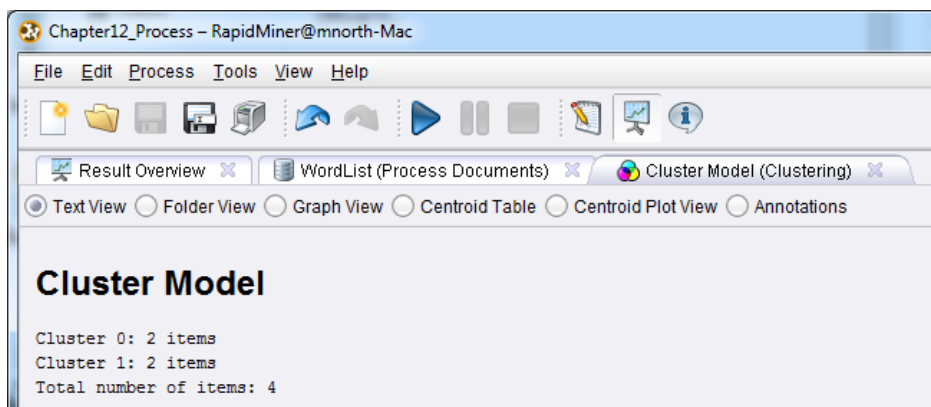 Chapter12_Process – RapidMiner@mnorth-Mac
File Edit Process Tools View Help
Result Overview WordList (Process Documents) Cluster Model (Clustering)
Text View Folder View Graph View Centroid Table Centroid Plot View Annotations
Cluster Model
Cluster 0: 2 items
Cluster 1: 2 items
Total number of items: 4